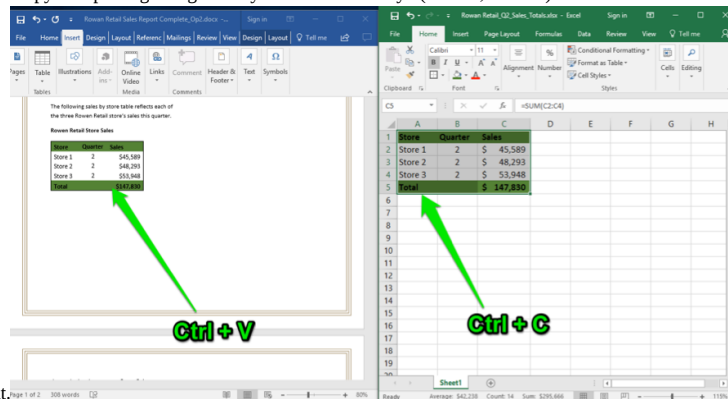 Rowan Retail Sales Report Complete_Op2.docx -... Sign in
File Home Insert Design Layout Referenc Mailings Review View Design Layout Tell me
Pages Table Illustrations Add-ins Online Video Links Comment Header & Footer Text Symbols
Tables Media Comments
The following sales by store table reflects each of
the three Rowan Retail store's sales this quarter.
Rowan Retail Store Sales
Store Quarter Sales
Store 1 2 $45,589
Store 2 2 $48,293
Store 3 2 $53,948
Total $147,830
Ctrl + V
Page 1 of 2 308 words 80%
Rowan Retail_Q2_Sales_Totals.xlsx - Excel Sign in
File Home Insert Page Layout Formulas Data Review View Tell me
Paste Calibri 11 B I U A A Alignment Number Conditional Formatting Format as Table Cell Styles Cells Editing
Clipboard Font Styles
C5 fx =SUM(C2:C4)
A B C D E F G H
1 Store Quarter Sales
2 Store 1 2 $ 45,589
3 Store 2 2 $ 48,293
4 Store 3 2 $ 53,948
5 Total $ 147,830
6
7
8
9
10
11
12
13
14
15
16
17
18
19
Ctrl + C
Sheet1
Ready Average: $42,238 Count: 14 Sum: $295,666 115%